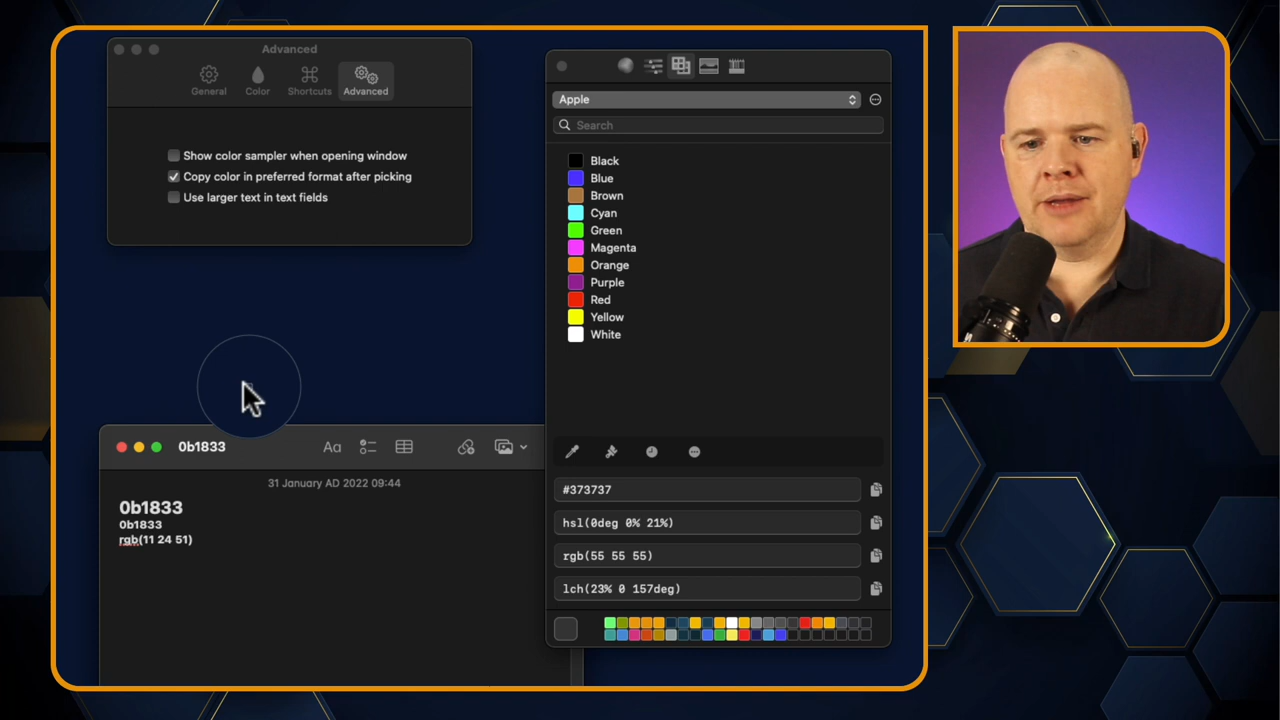 Advanced
General
Color
Shortcuts
Advanced
Show color sampler when opening window
Copy color in preferred format after picking
Use larger text in text fields
0b1833
Aa
31 January AD 2022 09:44
0b1833
0b1833
rgb(11 24 51)
Apple
Search
Black
Blue
Brown
Cyan
Green
Magenta
Orange
Purple
Red
Yellow
White
#373737
hsl(0deg 0% 21%)
rgb(55 55 55)
lch(23% 0 157deg)